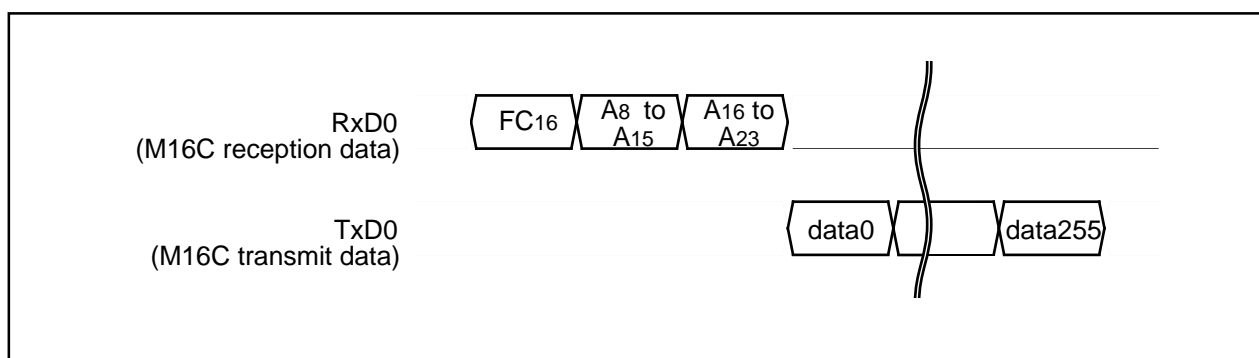 RxD0
(M16C reception data)
FC16
A8 to
A15
A16 to
A23
TxD0
(M16C transmit data)
data0
data255